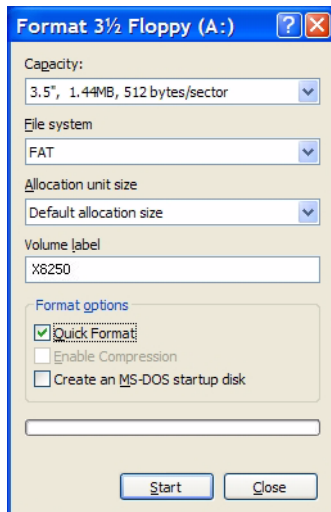 Format 3½ Floppy (A:)
Capacity:
3.5", 1.44MB, 512 bytes/sector
File system
FAT
Allocation unit size
Default allocation size
Volume label
X6250
Format options
Quick Format
Enable Compression
Create an MS-DOS startup disk
Start Close